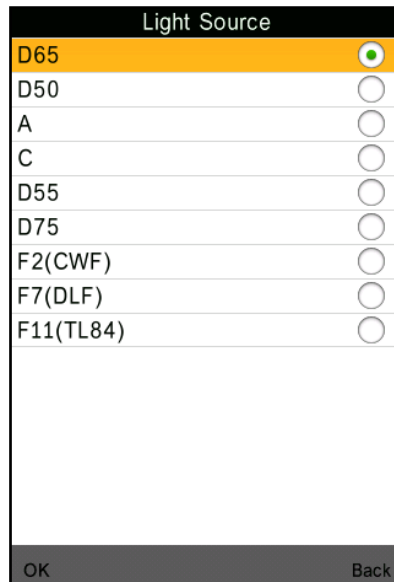 Light Source
D65
D50
A
C
D55
D75
F2(CWF)
F7(DLF)
F11(TL84)
OK Back